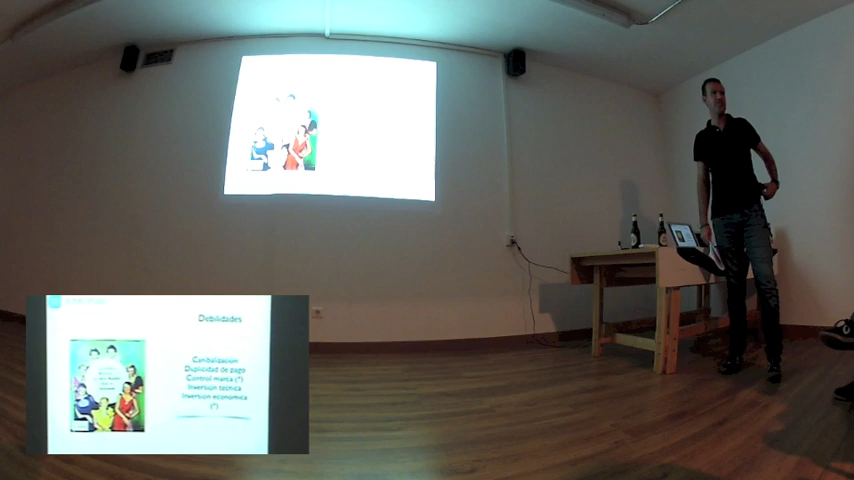 Debilidades
Canibalización
Duplicidad de pago
Control marca (*)
Inversión técnica
Inversión económica
(*)